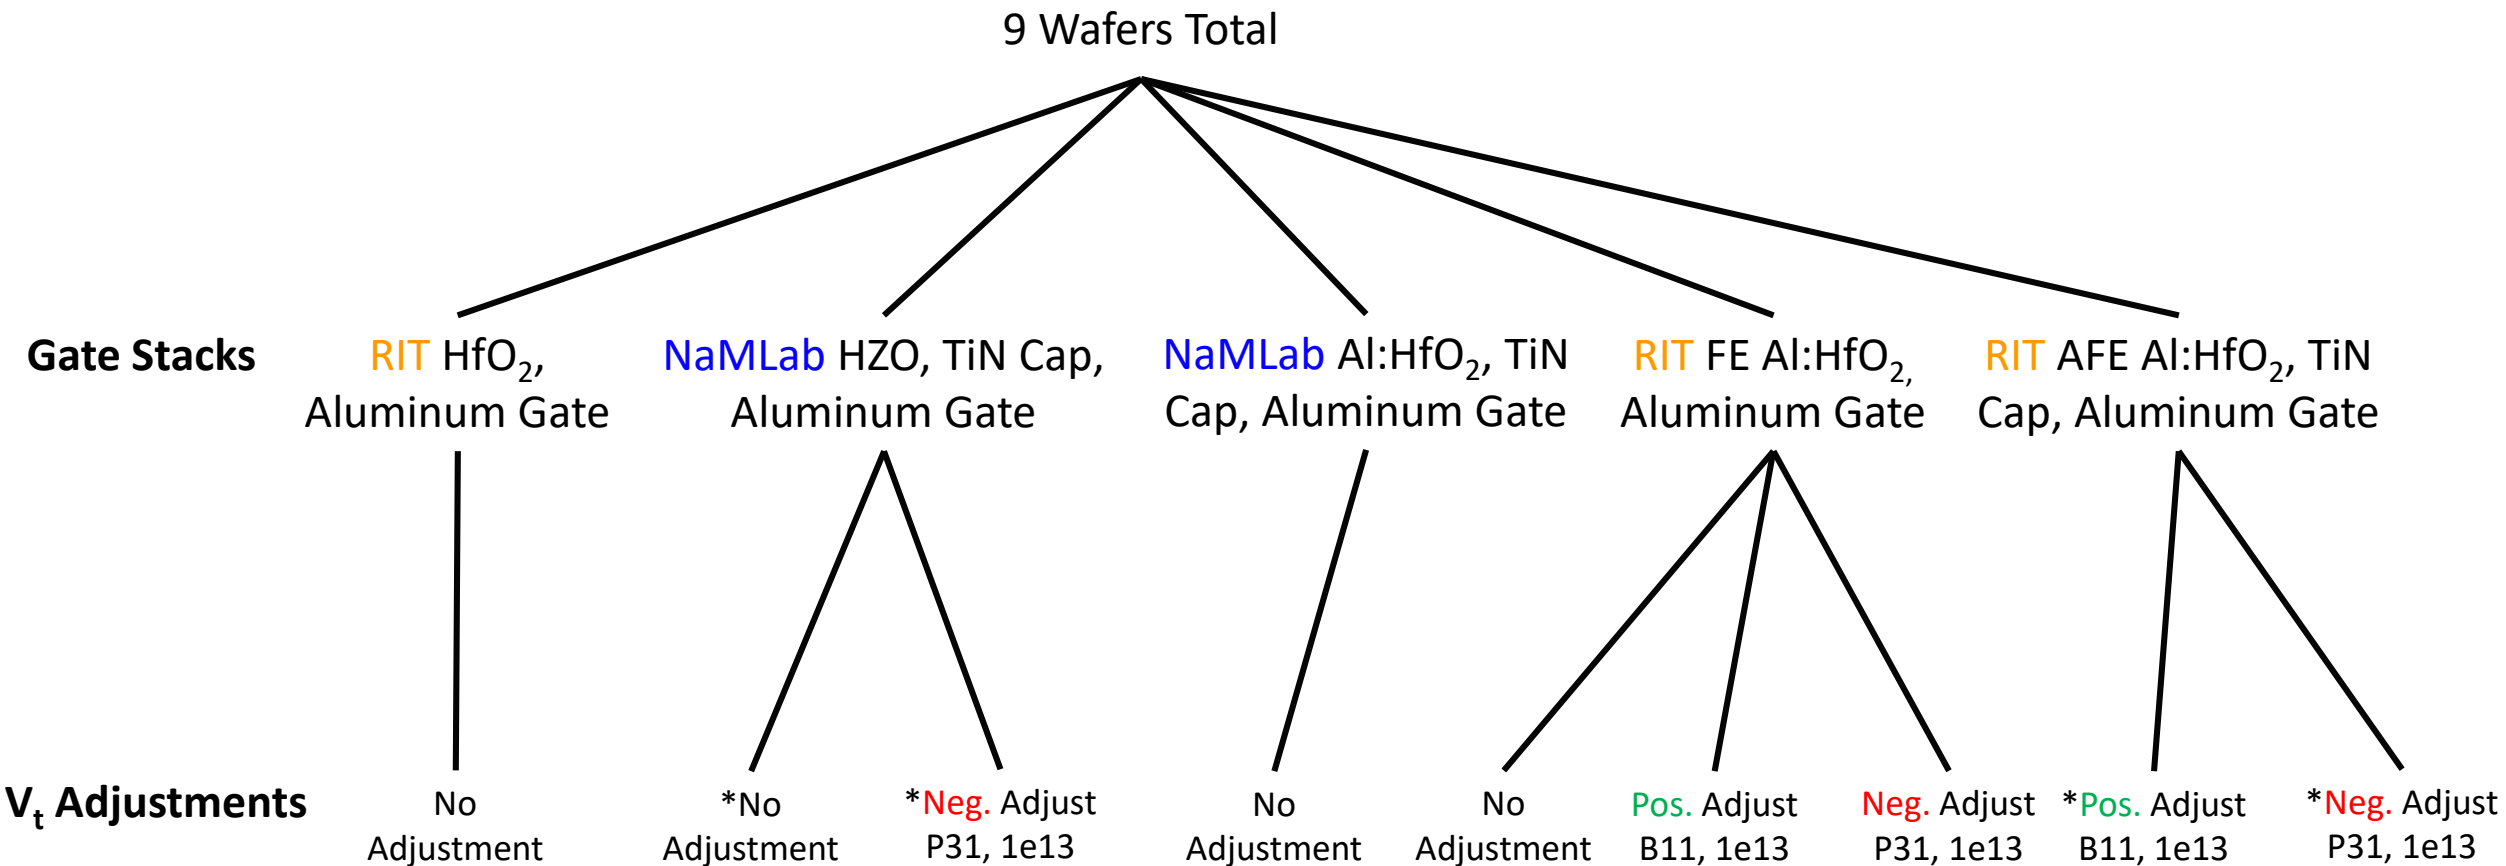 9 Wafers Total
Gate Stacks
RIT HfO₂,
Aluminum Gate
NaMLab HZO, TiN Cap,
Aluminum Gate
NaMLab Al:HfO₂, TiN
Cap, Aluminum Gate
RIT FE Al:HfO₂,
Aluminum Gate
RIT AFE Al:HfO₂, TiN
Cap, Aluminum Gate
Vₜ Adjustments
No
Adjustment
*No
Adjustment
*Neg. Adjust
P31, 1e13
No
Adjustment
No
Adjustment
Pos. Adjust
B11, 1e13
Neg. Adjust
P31, 1e13
*Pos. Adjust
B11, 1e13
*Neg. Adjust
P31, 1e13